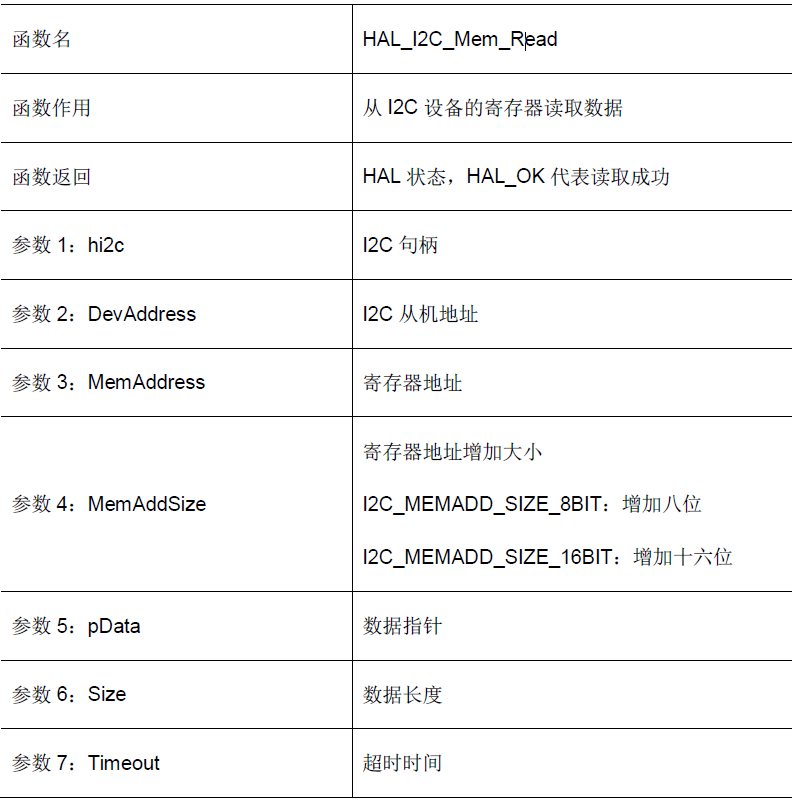 函数名
HAL_I2C_Mem_Read
函数作用
从 I2C 设备的寄存器读取数据
函数返回
HAL 状态，HAL_OK 代表读取成功
参数 1：hi2c
I2C 句柄
参数 2：DevAddress
I2C 从机地址
参数 3：MemAddress
寄存器地址
参数 4：MemAddSize
寄存器地址增加大小
I2C_MEMADD_SIZE_8BIT：增加八位
I2C_MEMADD_SIZE_16BIT：增加十六位
参数 5：pData
数据指针
参数 6：Size
数据长度
参数 7：Timeout
超时时间